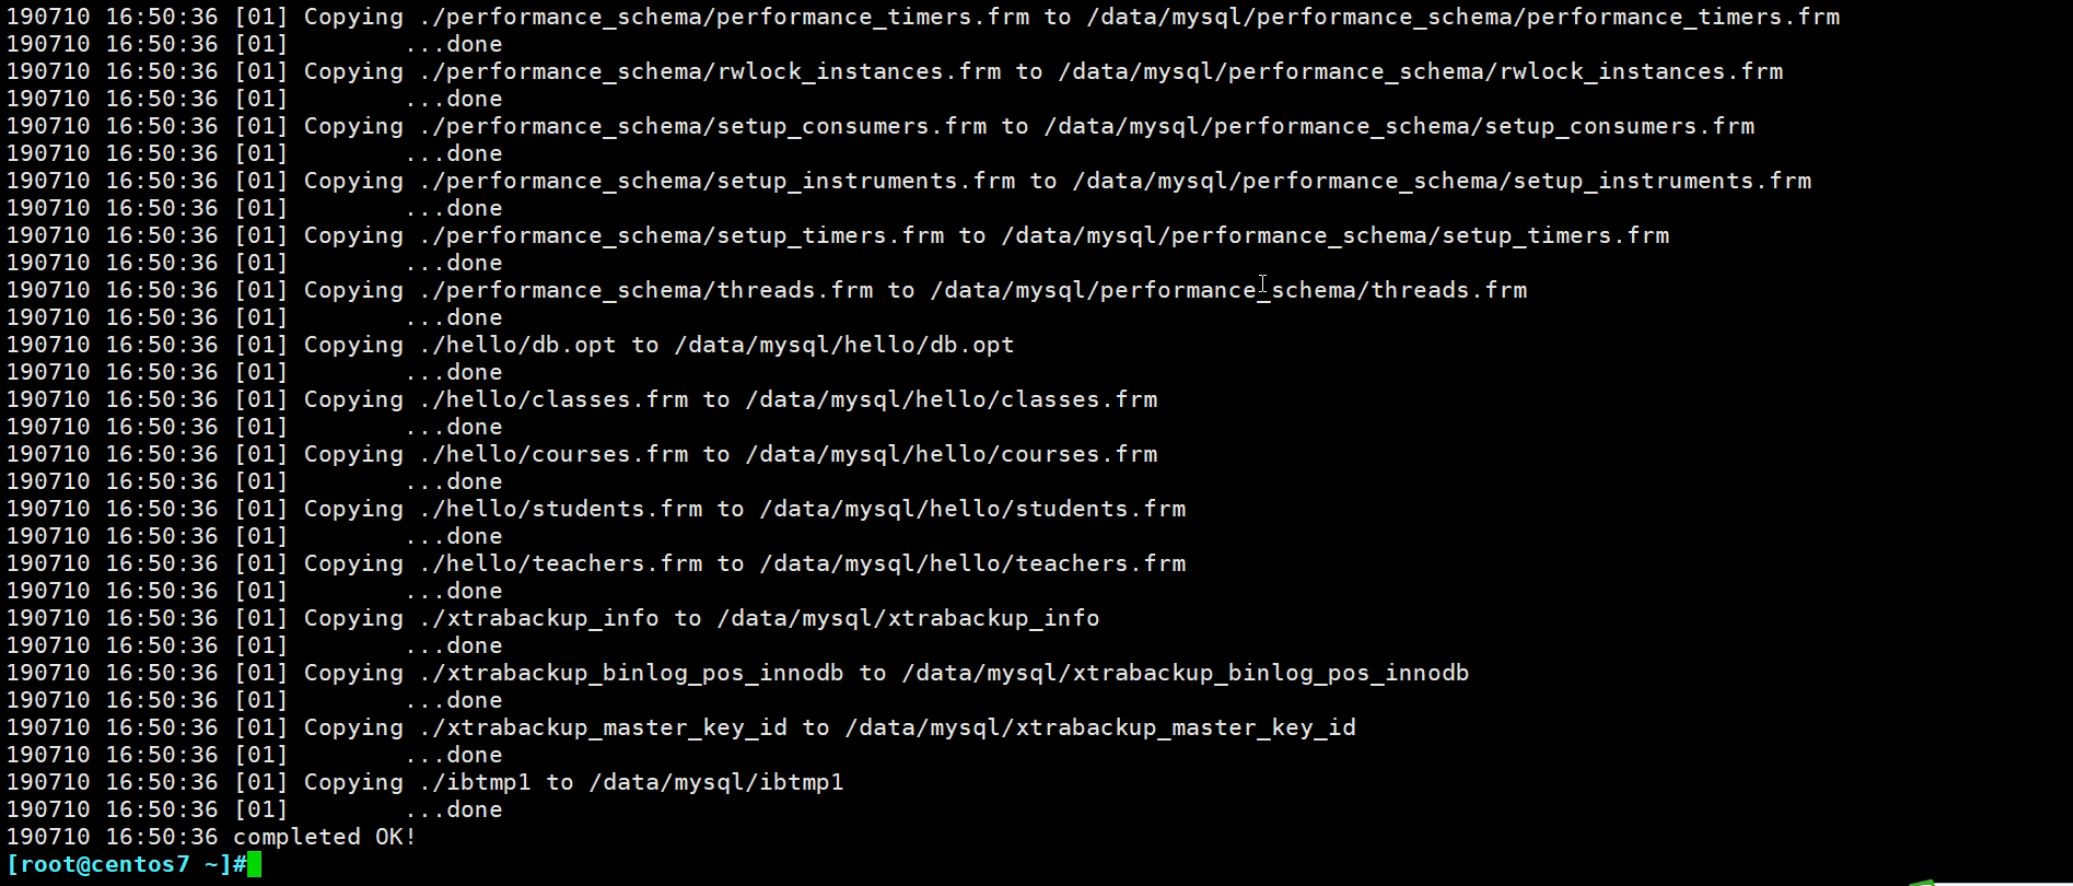 190710 16:50:36 [01] Copying ./performance_schema/performance_timers.frm to /data/mysql/performance_schema/performance_timers.frm
190710 16:50:36 [01]        ...done
190710 16:50:36 [01] Copying ./performance_schema/rwlock_instances.frm to /data/mysql/performance_schema/rwlock_instances.frm
190710 16:50:36 [01]        ...done
190710 16:50:36 [01] Copying ./performance_schema/setup_consumers.frm to /data/mysql/performance_schema/setup_consumers.frm
190710 16:50:36 [01]        ...done
190710 16:50:36 [01] Copying ./performance_schema/setup_instruments.frm to /data/mysql/performance_schema/setup_instruments.frm
190710 16:50:36 [01]        ...done
190710 16:50:36 [01] Copying ./performance_schema/setup_timers.frm to /data/mysql/performance_schema/setup_timers.frm
190710 16:50:36 [01]        ...done
190710 16:50:36 [01] Copying ./performance_schema/threads.frm to /data/mysql/performance_schema/threads.frm
190710 16:50:36 [01]        ...done
190710 16:50:36 [01] Copying ./hello/db.opt to /data/mysql/hello/db.opt
190710 16:50:36 [01]        ...done
190710 16:50:36 [01] Copying ./hello/classes.frm to /data/mysql/hello/classes.frm
190710 16:50:36 [01]        ...done
190710 16:50:36 [01] Copying ./hello/courses.frm to /data/mysql/hello/courses.frm
190710 16:50:36 [01]        ...done
190710 16:50:36 [01] Copying ./hello/students.frm to /data/mysql/hello/students.frm
190710 16:50:36 [01]        ...done
190710 16:50:36 [01] Copying ./hello/teachers.frm to /data/mysql/hello/teachers.frm
190710 16:50:36 [01]        ...done
190710 16:50:36 [01] Copying ./xtrabackup_info to /data/mysql/xtrabackup_info
190710 16:50:36 [01]        ...done
190710 16:50:36 [01] Copying ./xtrabackup_binlog_pos_innodb to /data/mysql/xtrabackup_binlog_pos_innodb
190710 16:50:36 [01]        ...done
190710 16:50:36 [01] Copying ./xtrabackup_master_key_id to /data/mysql/xtrabackup_master_key_id
190710 16:50:36 [01]        ...done
190710 16:50:36 [01] Copying ./ibtmp1 to /data/mysql/ibtmp1
190710 16:50:36 [01]        ...done
190710 16:50:36 completed OK!
[root@centos7 ~]#